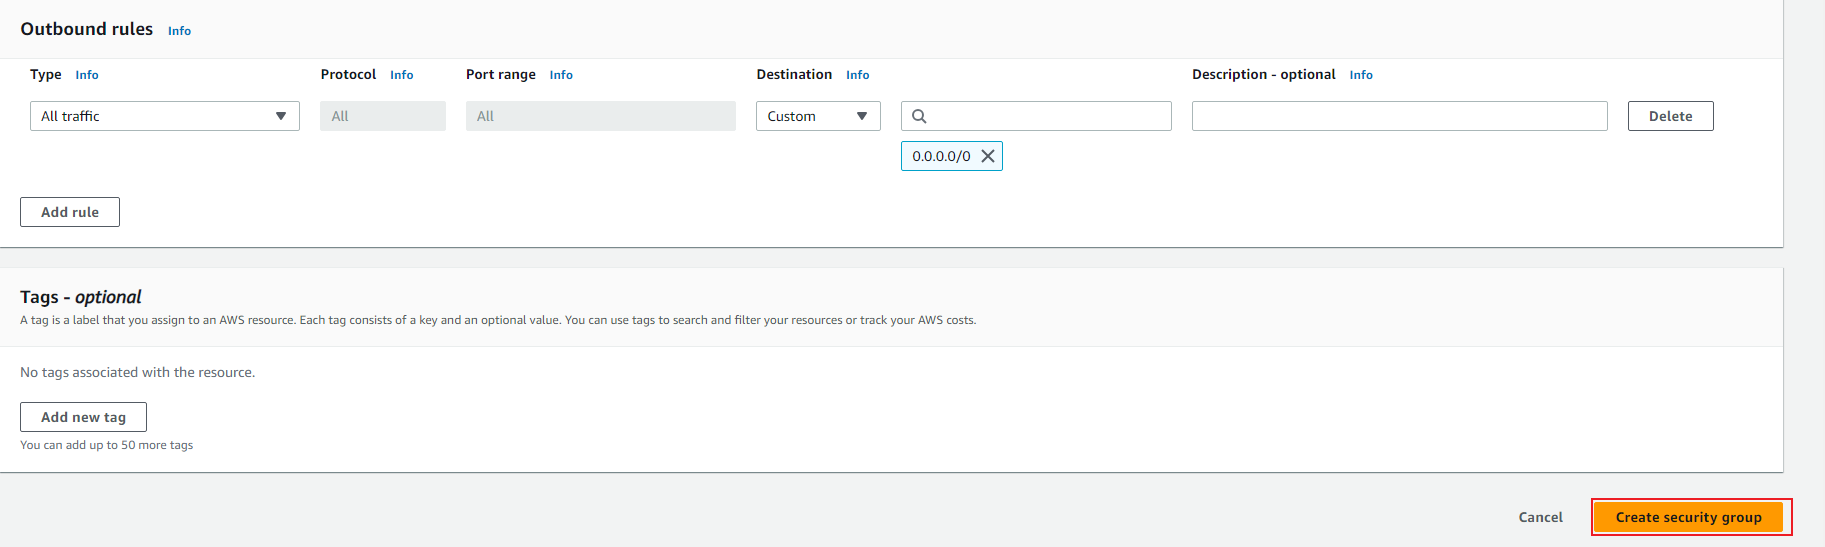 Outbound rules Info
Type Info Protocol Info Port range Info Destination Info Description - optional Info
All traffic All All Custom Delete
0.0.0.0/0
Add rule
Tags - optional
A tag is a label that you assign to an AWS resource. Each tag consists of a key and an optional value. You can use tags to search and filter your resources or track your AWS costs.
No tags associated with the resource.
Add new tag
You can add up to 50 more tags
Cancel Create security group